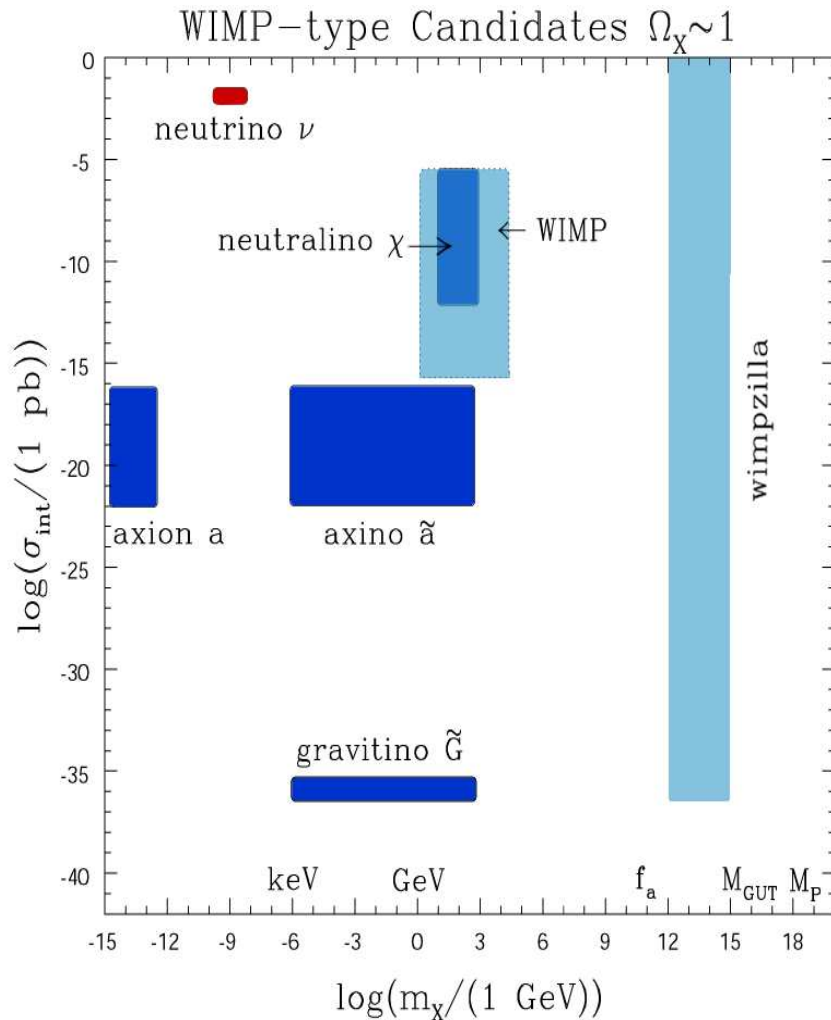 WIMP-type Candidates Ω_X~1
log(σ_int/(1 pb))
0
-5
-10
-15
-20
-25
-30
-35
-40
neutrino ν
neutralino χ
WIMP
wimpzilla
axion a
axino ã
gravitino G̃
keV
GeV
f_a
M_GUT
M_P
-15
-12
-9
-6
-3
0
3
6
9
12
15
18
log(m_X/(1 GeV))